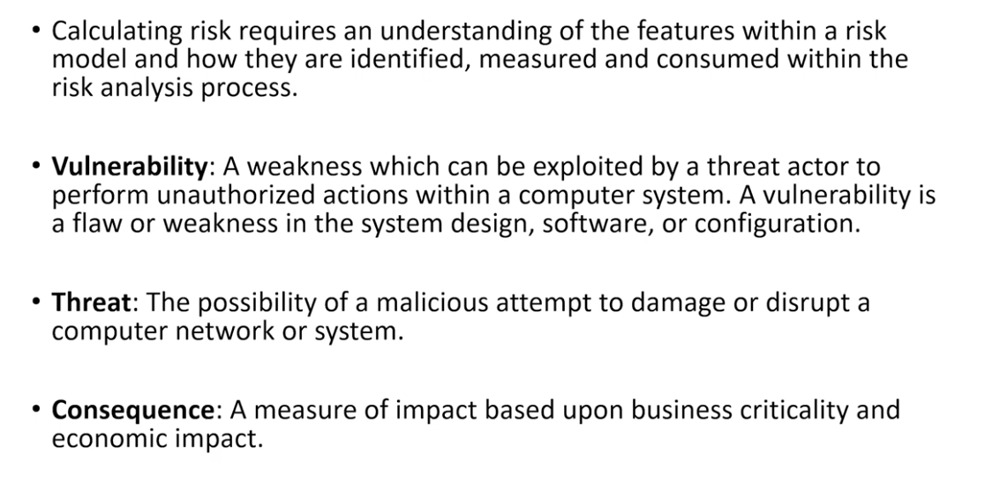 • Calculating risk requires an understanding of the features within a risk
model and how they are identified, measured and consumed within the
risk analysis process.
• Vulnerability: A weakness which can be exploited by a threat actor to
perform unauthorized actions within a computer system. A vulnerability is
a flaw or weakness in the system design, software, or configuration.
• Threat: The possibility of a malicious attempt to damage or disrupt a
computer network or system.
• Consequence: A measure of impact based upon business criticality and
economic impact.